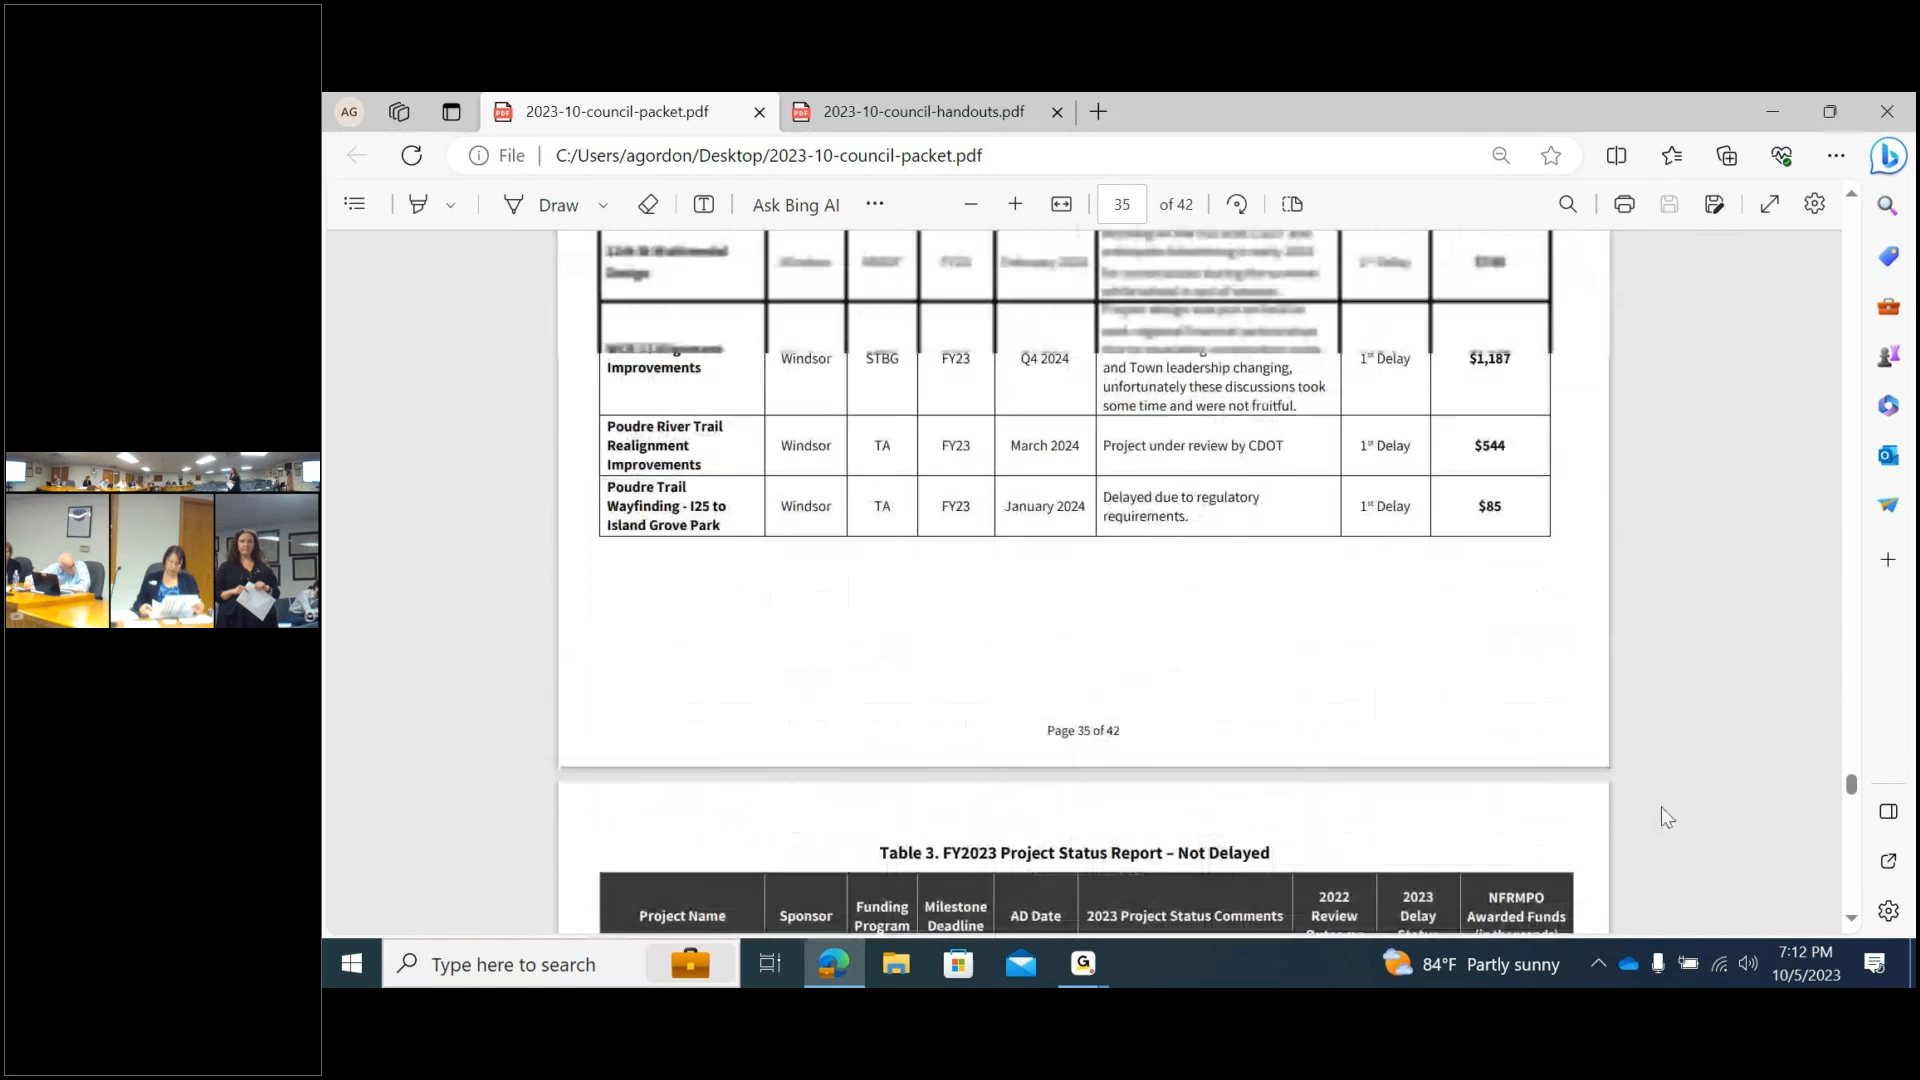 AG
2023-10-council-packet.pdf
2023-10-council-handouts.pdf
File
C:/Users/agordon/Desktop/2023-10-council-packet.pdf
Draw
Ask Bing AI
35 of 42
Design
Windsor
February
1st Delay
Improvements
Windsor
STBG
FY23
Q4 2024
and Town leadership changing,
unfortunately these discussions took
some time and were not fruitful.
1st Delay
$1,187
Poudre River Trail
Realignment
Improvements
Windsor
TA
FY23
March 2024
Project under review by CDOT
1st Delay
$544
Poudre Trail
Wayfinding - I25 to
Island Grove Park
Windsor
TA
FY23
January 2024
Delayed due to regulatory
requirements.
1st Delay
$85
Page 35 of 42
Table 3. FY2023 Project Status Report – Not Delayed
Project Name
Sponsor
Funding
Program
Milestone
Deadline
AD Date
2023 Project Status Comments
2022
Review
2023
Delay
NFRMPO
Awarded Funds
Type here to search
84°F Partly sunny
7:12 PM
10/5/2023